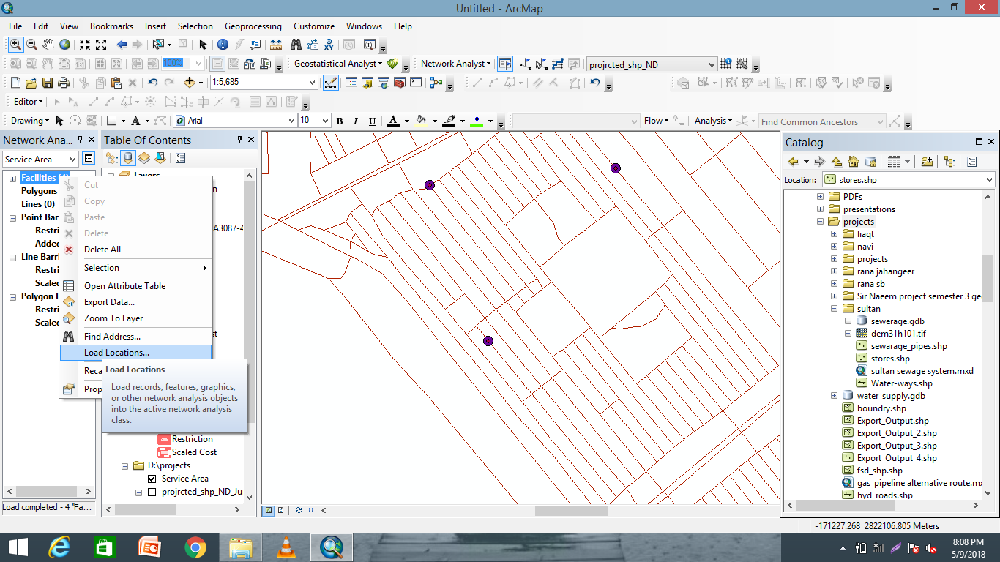 Untitled - ArcMap
File Edit View Bookmarks Insert Selection Geoprocessing Customize Windows Help
100% Geostatistical Analyst Network Analyst projrcted_shp_ND
1:5,685
Editor
Drawing A Arial 10 B I U A Flow Analysis Find Common Ancestors
Network Ana...
Service Area
Facilities
Polygons
Lines (0)
Point Bar
Restri
Added
Line Barri
Restri
Scaled
Polygon B
Restri
Scaled
Load completed - 4 "Fa...
Cut
Copy
Paste
Delete
Delete All
Selection
Open Attribute Table
Export Data...
Zoom To Layer
Find Address...
Load Locations...
Reca
Prop
Load Locations
Load records, features, graphics,
or other network analysis objects
into the active network analysis
class.
Table Of Contents
Layers
n
A3087-4
st
Restriction
Scaled Cost
D:\projects
Service Area
projrcted_shp_ND_Ju
Catalog
Location: stores.shp
PDFs
presentations
projects
liaqt
navi
projects
rana jahangeer
rana sb
Sir Naeem project semester 3 ge
sultan
sewerage.gdb
dem31h101.tif
sewarage_pipes.shp
stores.shp
sultan sewage system.mxd
Water-ways.shp
water_supply.gdb
boundry.shp
Export_Output.shp
Export_Output_2.shp
Export_Output_3.shp
Export_Output_4.shp
fsd_shp.shp
gas_pipeline alternative route.mx
hyd_roads.shp
-171227.268 2822106.805 Meters
8:08 PM
5/9/2018